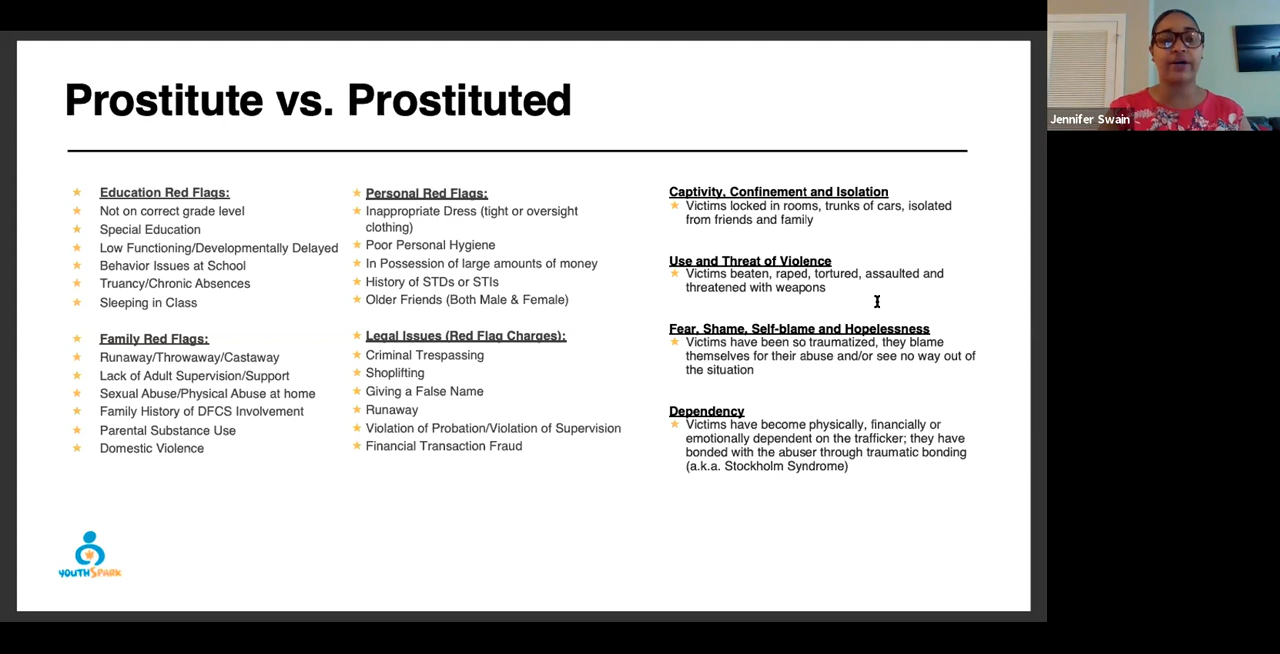 Prostitute vs. Prostituted
Education Red Flags:
Not on correct grade level
Special Education
Low Functioning/Developmentally Delayed
Behavior Issues at School
Truancy/Chronic Absences
Sleeping in Class
Family Red Flags:
Runaway/Throwaway/Castaway
Lack of Adult Supervision/Support
Sexual Abuse/Physical Abuse at home
Family History of DFCS Involvement
Parental Substance Use
Domestic Violence
Personal Red Flags:
Inappropriate Dress (tight or oversight
clothing)
Poor Personal Hygiene
In Possession of large amounts of money
History of STDs or STIs
Older Friends (Both Male & Female)
Legal Issues (Red Flag Charges):
Criminal Trespassing
Shoplifting
Giving a False Name
Runaway
Violation of Probation/Violation of Supervision
Financial Transaction Fraud
Captivity, Confinement and Isolation
Victims locked in rooms, trunks of cars, isolated
from friends and family
Use and Threat of Violence
Victims beaten, raped, tortured, assaulted and
threatened with weapons
Fear, Shame, Self-blame and Hopelessness
Victims have been so traumatized, they blame
themselves for their abuse and/or see no way out of
the situation
Dependency
Victims have become physically, financially or
emotionally dependent on the trafficker; they have
bonded with the abuser through traumatic bonding
(a.k.a. Stockholm Syndrome)
YOUTHSPARK
Jennifer Swain